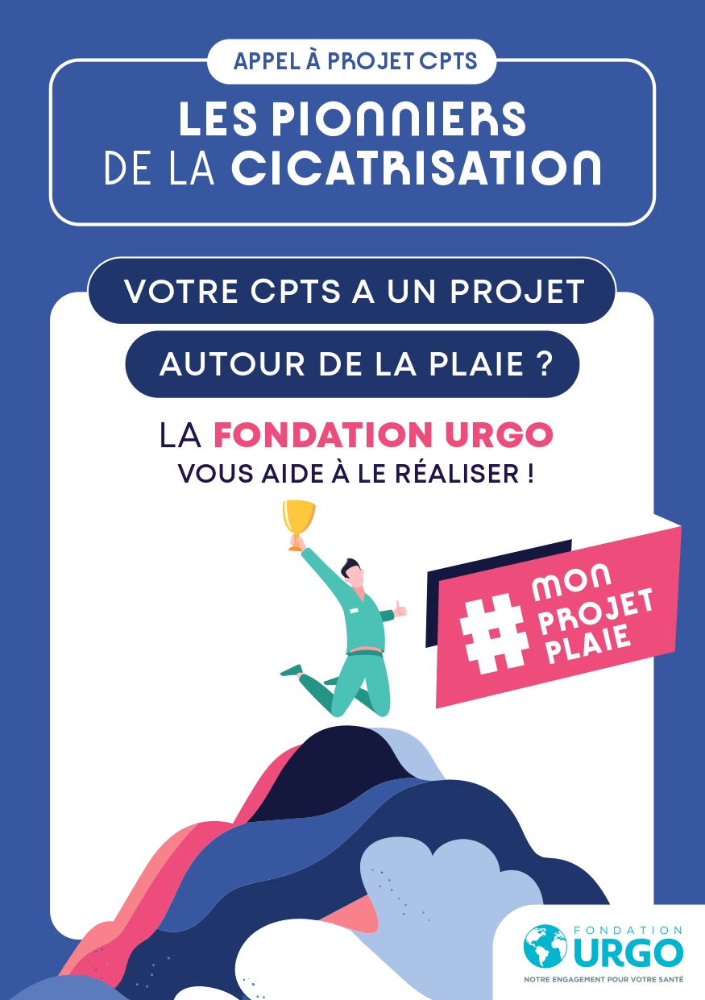 APPEL À PROJET CPTS
LES PIONNIERS
DE LA CICATRISATION
VOTRE CPTS A UN PROJET
AUTOUR DE LA PLAIE ?
LA FONDATION URGO
VOUS AIDE À LE RÉALISER !
# MON
PROJET
PLAIE
FONDATION
URGO
NOTRE ENGAGEMENT POUR VOTRE SANTÉ